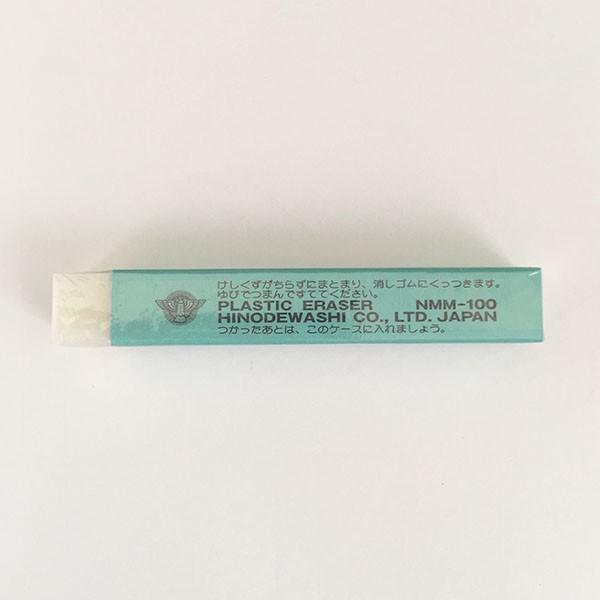 けしくずがちらずにまとまり、消しゴムにくっつきます。
ゆびでつまんですててください。
PLASTIC ERASER NMM-100
HINODEWASHI CO., LTD. JAPAN
つかったあとは、このケースに入れましょう。